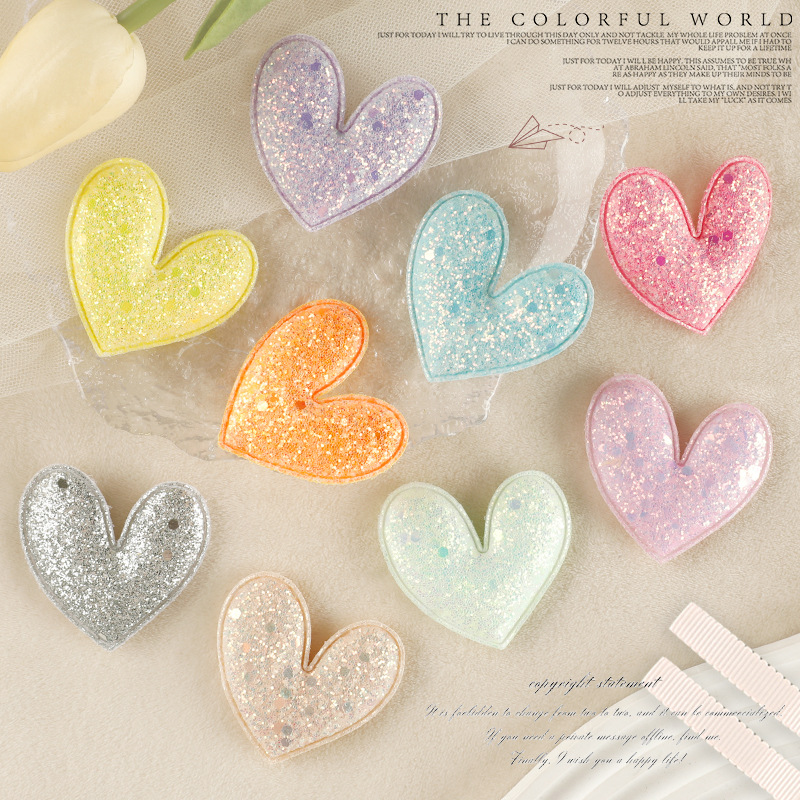 THE COLORFUL WORLD
JUST FOR TODAY I WILL TRY TO LIVE THROUGH THIS DAY ONLY AND NOT TACKLE MY WHOLE LIFE PROBLEM AT ONCE
I CAN DO SOMETHING FOR TWELVE HOURS THAT WOULD APPALL ME IF I HAD TO
KEEP IT UP FOR A LIFETIME
JUST FOR TODAY I WILL BE HAPPY. THIS ASSUMES TO BE TRUE WH
AT ABRAHAM LINCOLN SAID, THAT "MOST FOLKS A
RE AS HAPPY AS THEY MAKE UP THEIR MINDS TO BE
JUST FOR TODAY I WILL ADJUST MYSELF TO WHAT IS, AND NOT TRY T
O ADJUST EVERYTHING TO MY OWN DESIRES. I WI
LL TAKE MY "LUCK" AS IT COMES
copyright statement
It is forbidden to change from two to two, and it can be commercialized.
If you need a private message offline, find me.
Finally, I wish you a happy life!